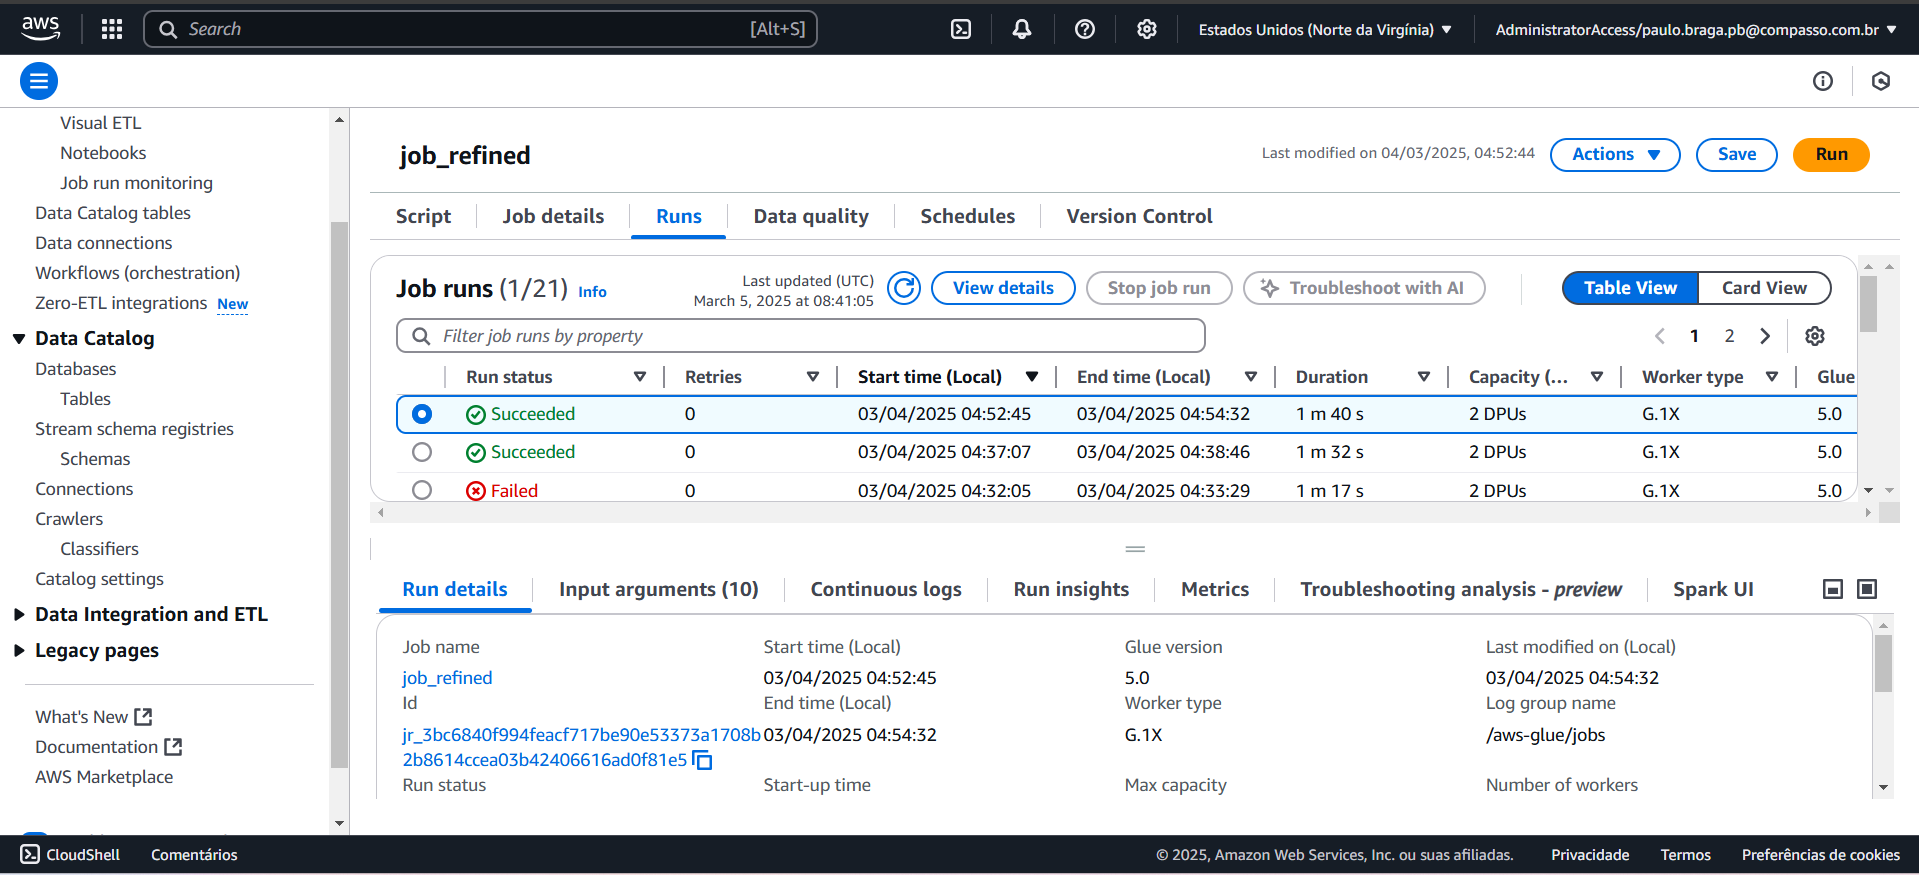 aws
Search [Alt+S]
Estados Unidos (Norte da Virgínia) ▼
AdministratorAccess/paulo.braga.pb@compasso.com.br ▼
Visual ETL
Notebooks
Job run monitoring
Data Catalog tables
Data connections
Workflows (orchestration)
Zero-ETL integrations New
Data Catalog
Databases
Tables
Stream schema registries
Schemas
Connections
Crawlers
Classifiers
Catalog settings
Data Integration and ETL
Legacy pages
What's New
Documentation
AWS Marketplace
job_refined
Last modified on 04/03/2025, 04:52:44
Actions
Save
Run
Script
Job details
Runs
Data quality
Schedules
Version Control
Job runs (1/21) Info
Last updated (UTC)
March 5, 2025 at 08:41:05
View details
Stop job run
Troubleshoot with AI
Table View
Card View
Filter job runs by property
1 2
Run status Retries Start time (Local) End time (Local) Duration Capacity (... Worker type Glue
Succeeded 0 03/04/2025 04:52:45 03/04/2025 04:54:32 1 m 40 s 2 DPUs G.1X 5.0
Succeeded 0 03/04/2025 04:37:07 03/04/2025 04:38:46 1 m 32 s 2 DPUs G.1X 5.0
Failed 0 03/04/2025 04:32:05 03/04/2025 04:33:29 1 m 17 s 2 DPUs G.1X 5.0
Run details
Input arguments (10)
Continuous logs
Run insights
Metrics
Troubleshooting analysis - preview
Spark UI
Job name
job_refined
Id
jr_3bc6840f994feacf717be90e53373a1708b
2b8614ccea03b42406616ad0f81e5
Run status
Start time (Local)
03/04/2025 04:52:45
End time (Local)
03/04/2025 04:54:32
Start-up time
Glue version
5.0
Worker type
G.1X
Max capacity
Last modified on (Local)
03/04/2025 04:54:32
Log group name
/aws-glue/jobs
Number of workers
CloudShell
Comentários
© 2025, Amazon Web Services, Inc. ou suas afiliadas.
Privacidade
Termos
Preferências de cookies